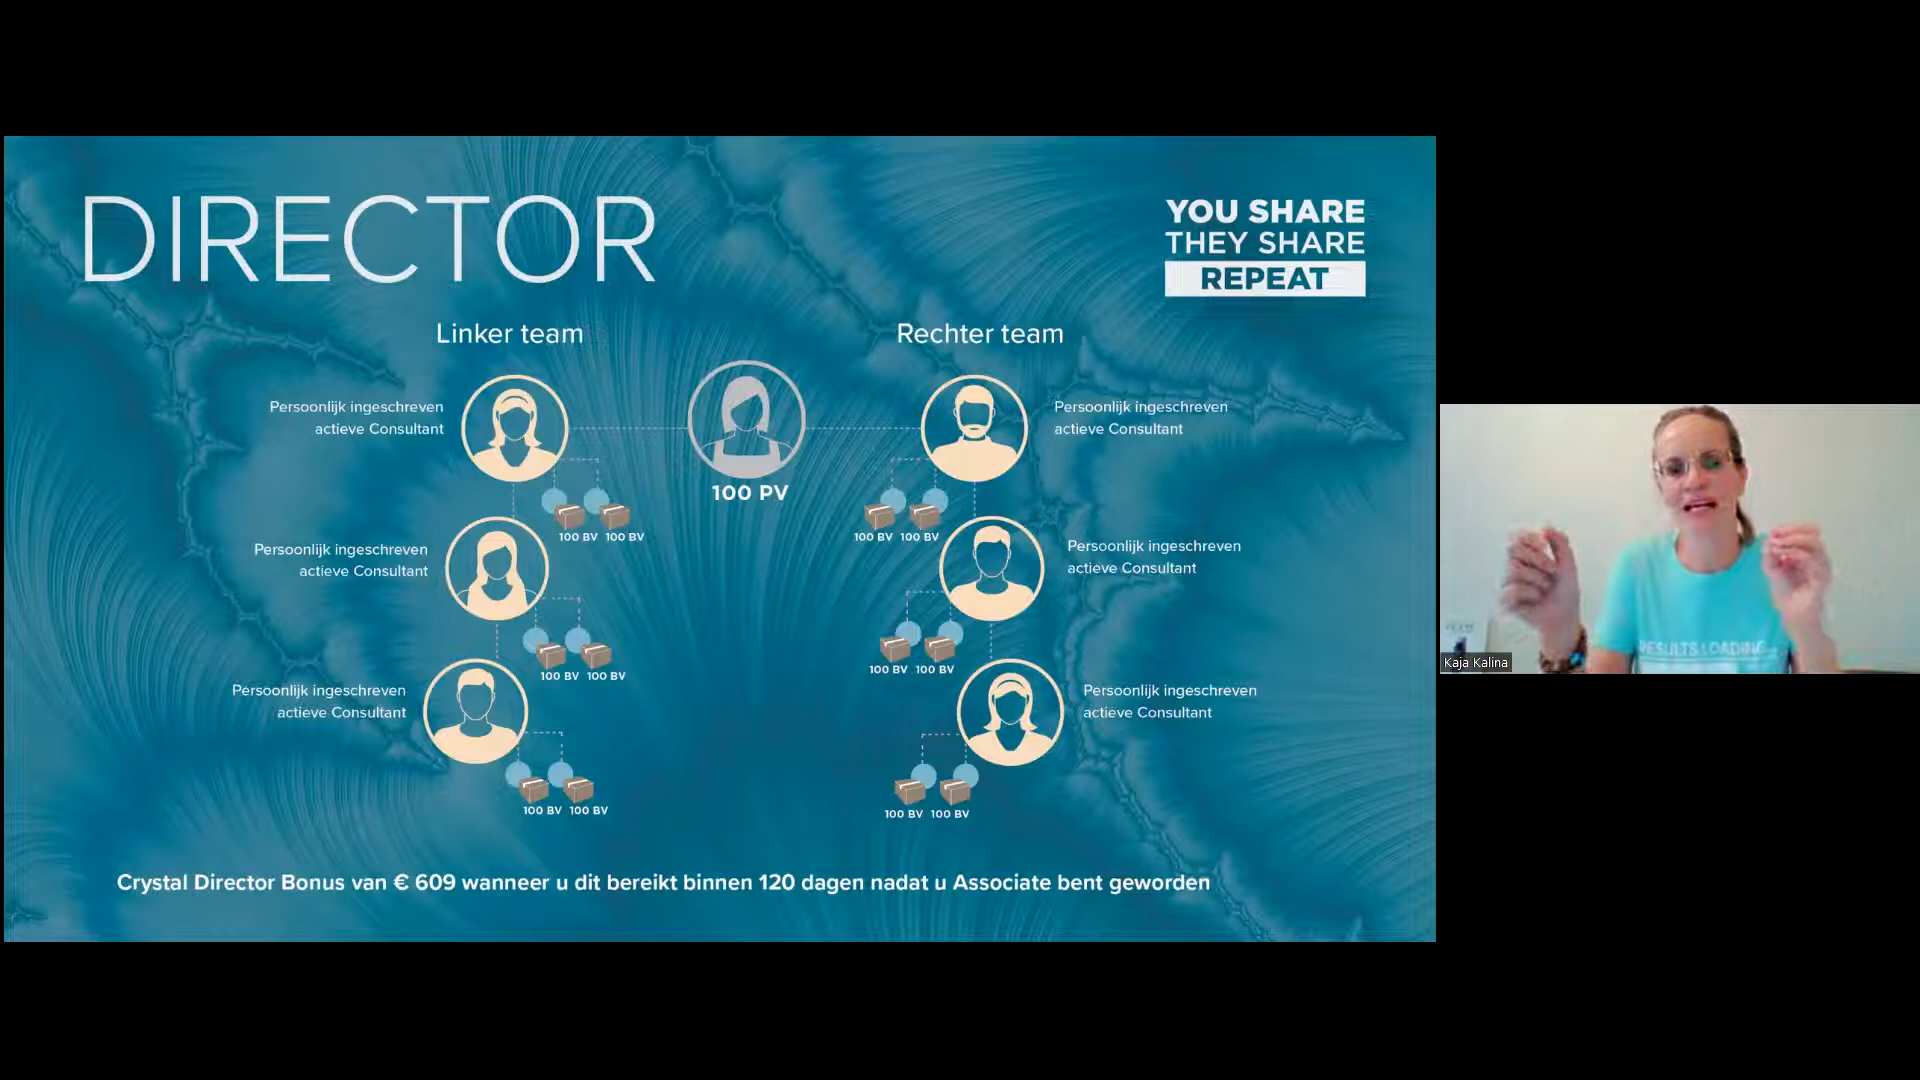 DIRECTOR
YOU SHARE
THEY SHARE
REPEAT
Linker team
Rechter team
Persoonlijk ingeschreven
actieve Consultant
100 PV
Persoonlijk ingeschreven
actieve Consultant
100 BV 100 BV
100 BV 100 BV
Persoonlijk ingeschreven
actieve Consultant
Persoonlijk ingeschreven
actieve Consultant
100 BV 100 BV
100 BV 100 BV
Persoonlijk ingeschreven
actieve Consultant
Persoonlijk ingeschreven
actieve Consultant
100 BV 100 BV
100 BV 100 BV
Crystal Director Bonus van € 609 wanneer u dit bereikt binnen 120 dagen nadat u Associate bent geworden
RESULTS LOADING...
Kaja Kalina